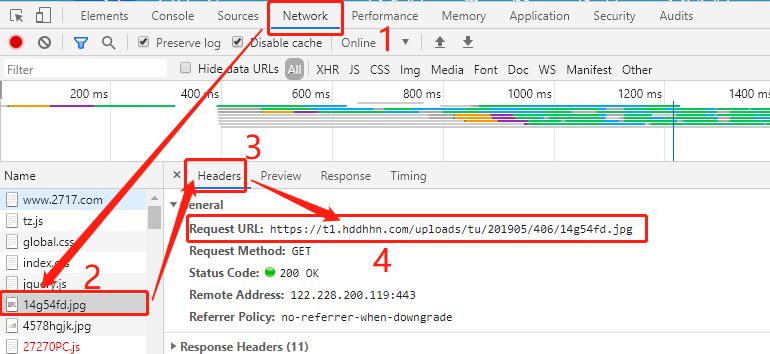 Elements Console Sources Network Performance Memory Application Security Audits
1
Preserve log Disable cache Online
Filter Hide data URLs All XHR JS CSS Img Media Font Doc WS Manifest Other
200 ms 400 ms 600 ms 800 ms 1000 ms 1200 ms 1400 ms
3
Name
Headers Preview Response Timing
www.2717.com
General
tz.js
Request URL: https://t1.hddhhn.com/uploads/tu/201905/406/14g54fd.jpg
global.css
Request Method: GET
4
2
Status Code: 200 OK
jquery.js
Remote Address: 122.228.200.119:443
14g54fd.jpg
Referrer Policy: no-referrer-when-downgrade
4578hgjk.jpg
27270PC.js
Response Headers (11)